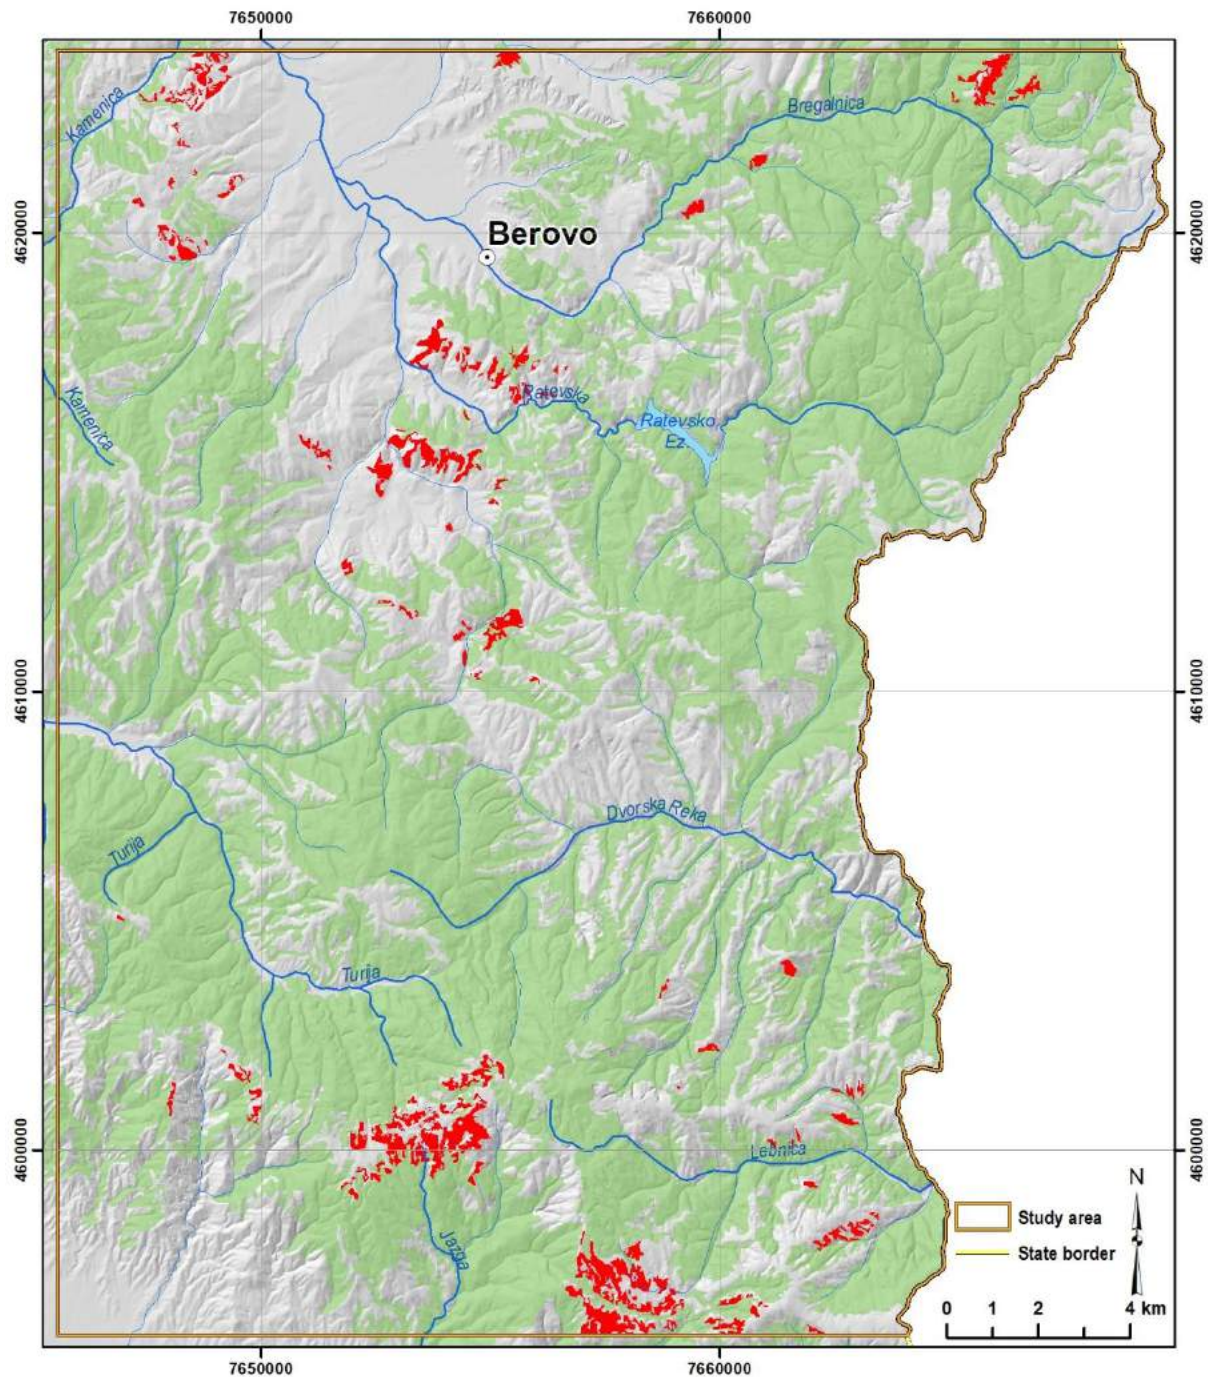 7650000
7660000
Kamenica
Bregalnica
4620000
4620000
Berovo
Kamenica
Ratevska
Ratevsko
Ez.
4610000
4610000
Dvorska Reka
Turija
Turija
4600000
4600000
Lebnica
N
Study area
State border
Jazga
0 1 2 4 km
7650000
7660000